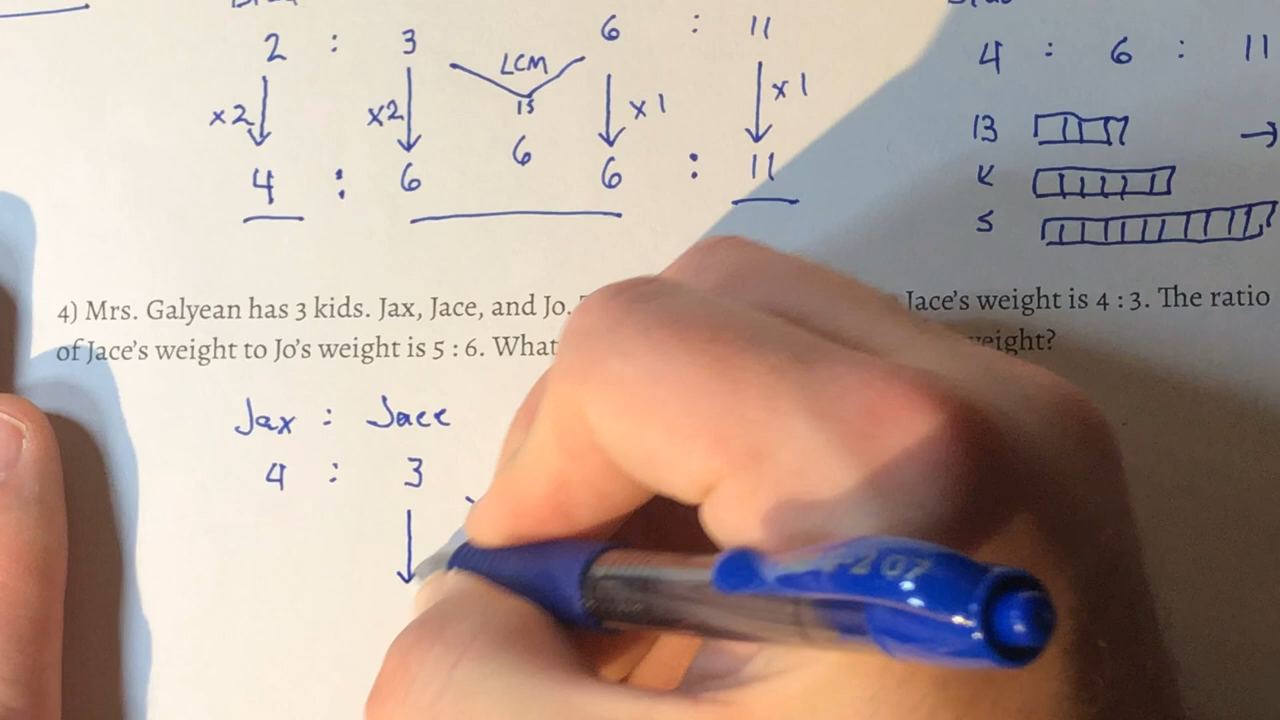 2 : 3 6 : 11
LCM
x2 x2 is x1 x1
6
4 : 6 6 : 11
4 : 6 : 11
13
K
S
4) Mrs. Galyean has 3 kids. Jax, Jace, and Jo. Jace's weight is 4 : 3. The ratio
of Jace's weight to Jo's weight is 5 : 6. What weight?
Jax : Jace
4 : 3